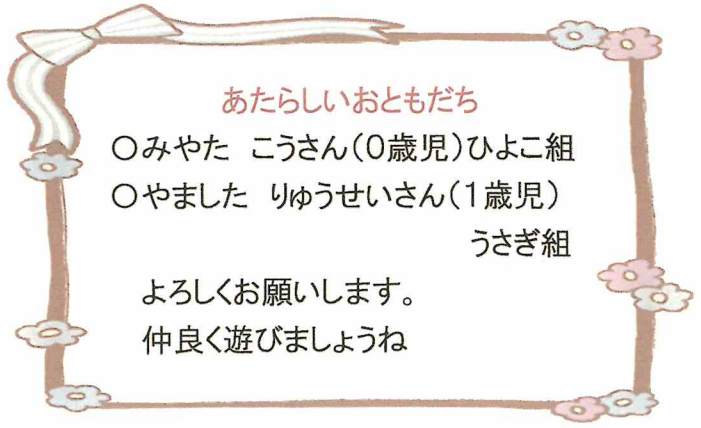 あたらしいおともだち
○みやた　こうさん（０歳児）ひよこ組
○やました　りゅうせいさん（１歳児）
うさぎ組
よろしくお願いします。
仲良く遊びましょうね